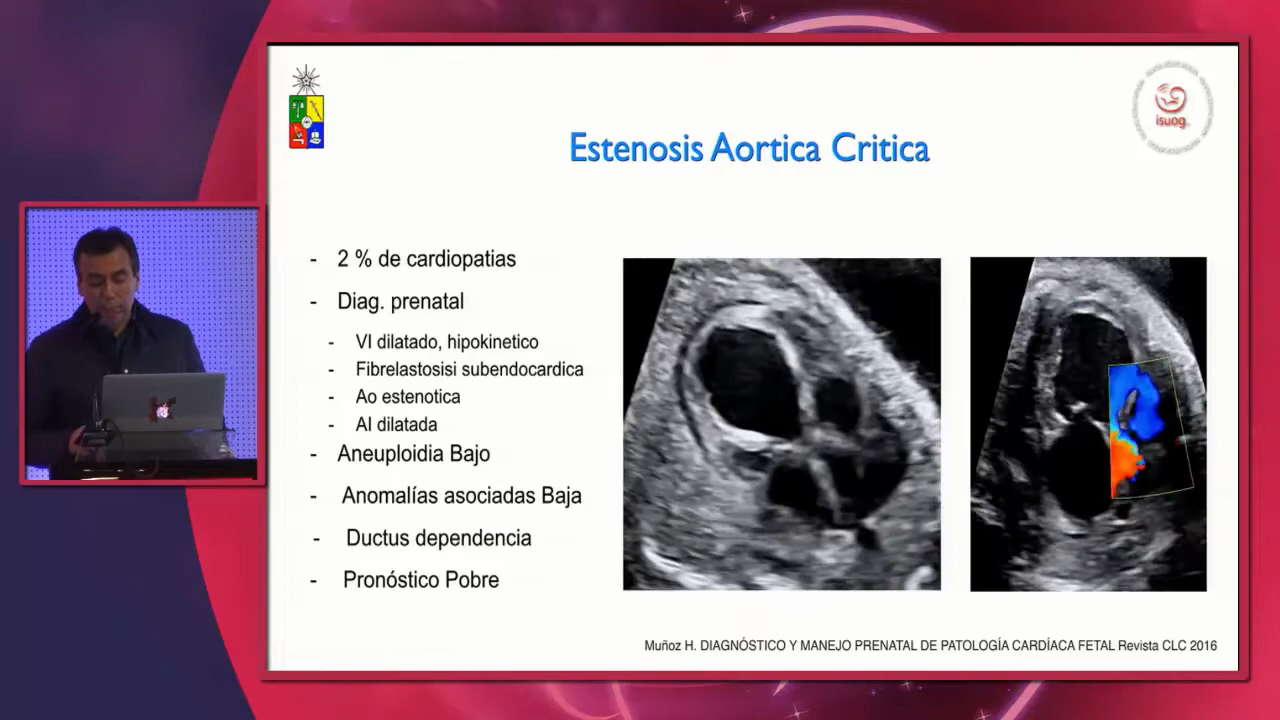 isuog
Estenosis Aortica Critica
- 2 % de cardiopatias
- Diag. prenatal
- VI dilatado, hipokinetico
- Fibrelastosisi subendocardica
- Ao estenotica
- AI dilatada
- Aneuploidia Bajo
- Anomalías asociadas Baja
- Ductus dependencia
- Pronóstico Pobre
Muñoz H. DIAGNÓSTICO Y MANEJO PRENATAL DE PATOLOGÍA CARDÍACA FETAL Revista CLC 2016